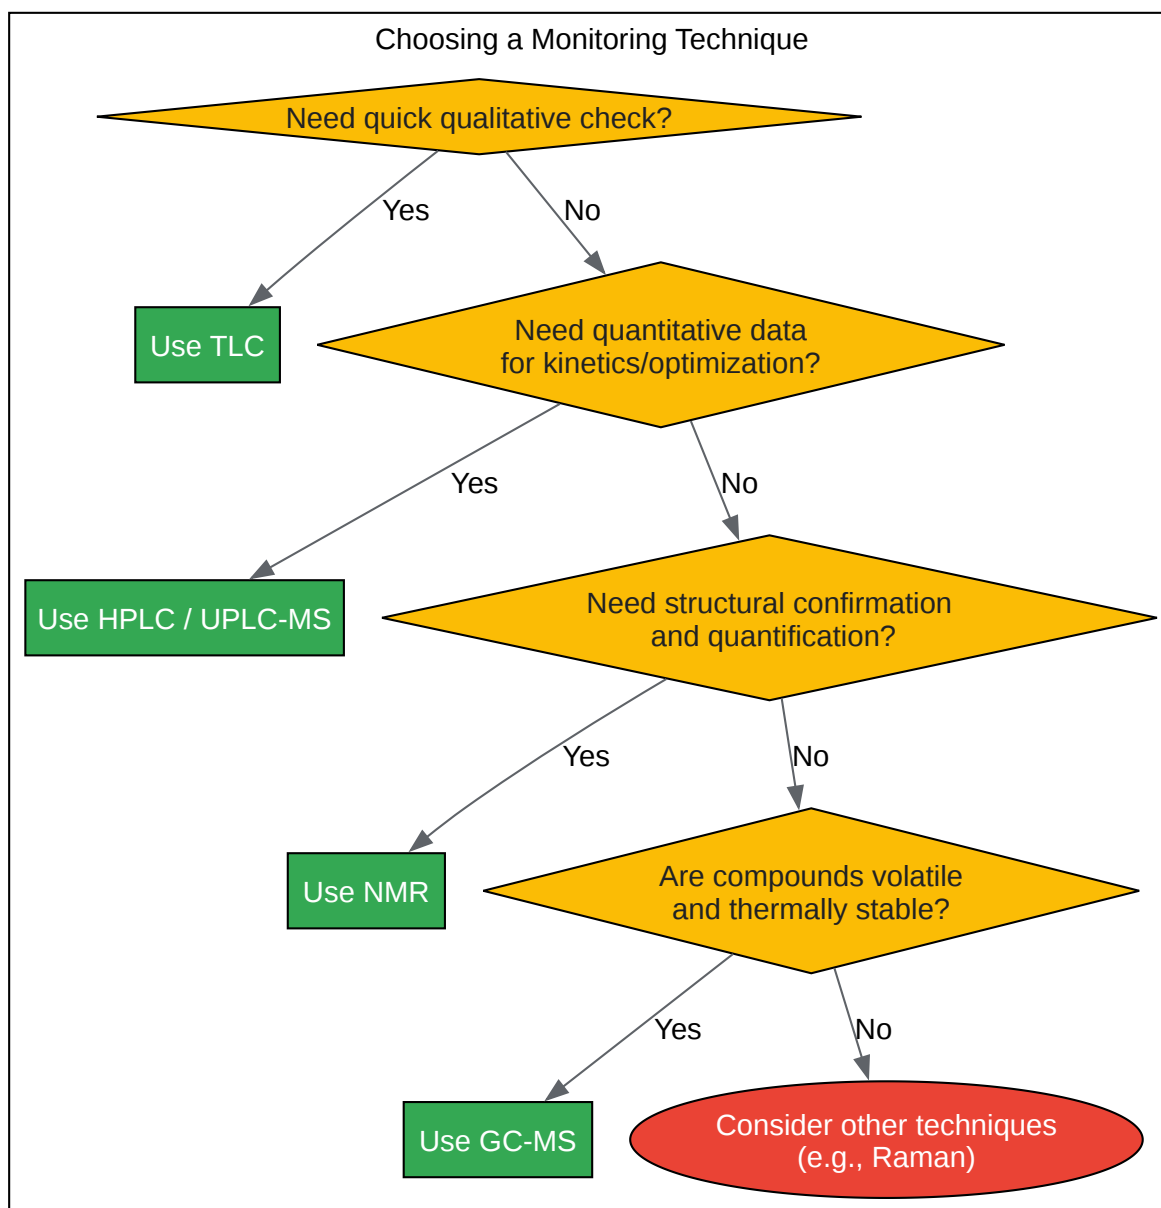 Choosing a Monitoring Technique
Need quick qualitative check?
Yes
No
Use TLC
Need quantitative data
for kinetics/optimization?
Yes
No
Use HPLC / UPLC-MS
Need structural confirmation
and quantification?
Yes
No
Use NMR
Are compounds volatile
and thermally stable?
Yes
No
Use GC-MS
Consider other techniques
(e.g., Raman)